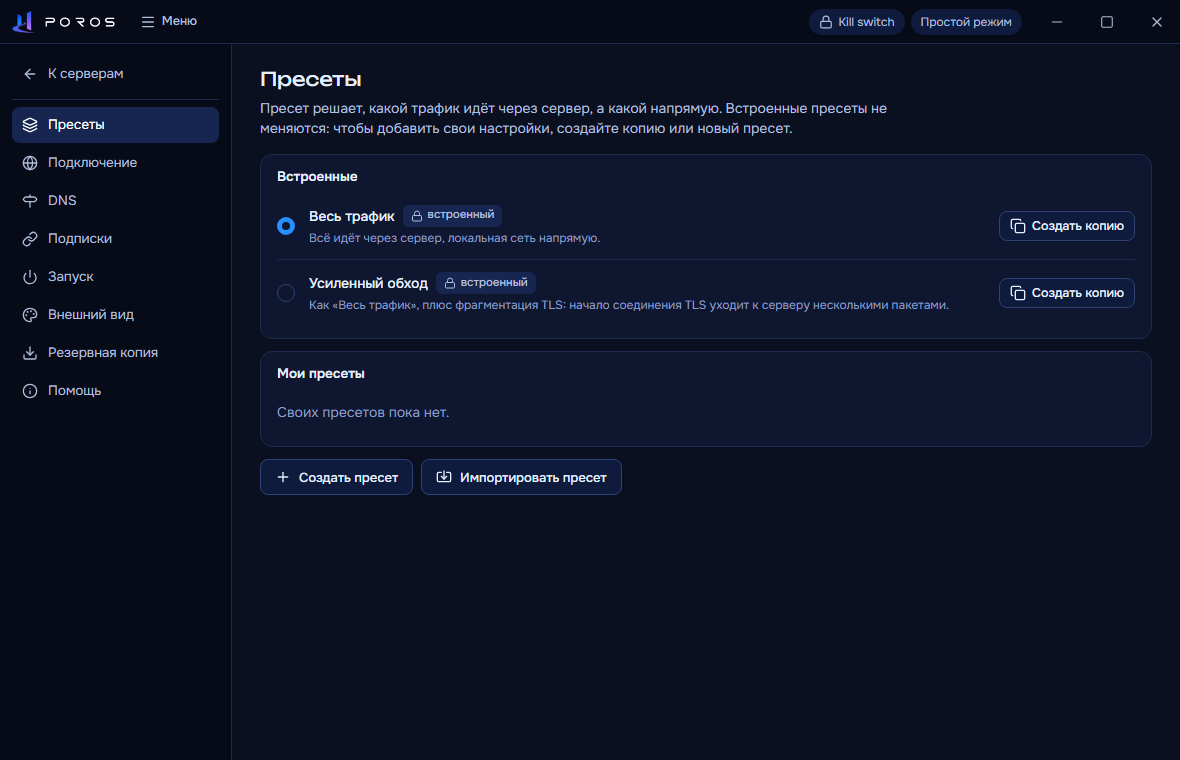 POROS
Меню
Kill switch
Простой режим
К серверам
Пресеты
Подключение
DNS
Подписки
Запуск
Внешний вид
Резервная копия
Помощь
Пресеты
Пресет решает, какой трафик идёт через сервер, а какой напрямую. Встроенные пресеты не
меняются: чтобы добавить свои настройки, создайте копию или новый пресет.
Встроенные
Весь трафик встроенный
Всё идёт через сервер, локальная сеть напрямую.
Создать копию
Усиленный обход встроенный
Как «Весь трафик», плюс фрагментация TLS: начало соединения TLS уходит к серверу несколькими пакетами.
Создать копию
Мои пресеты
Своих пресетов пока нет.
Создать пресет
Импортировать пресет